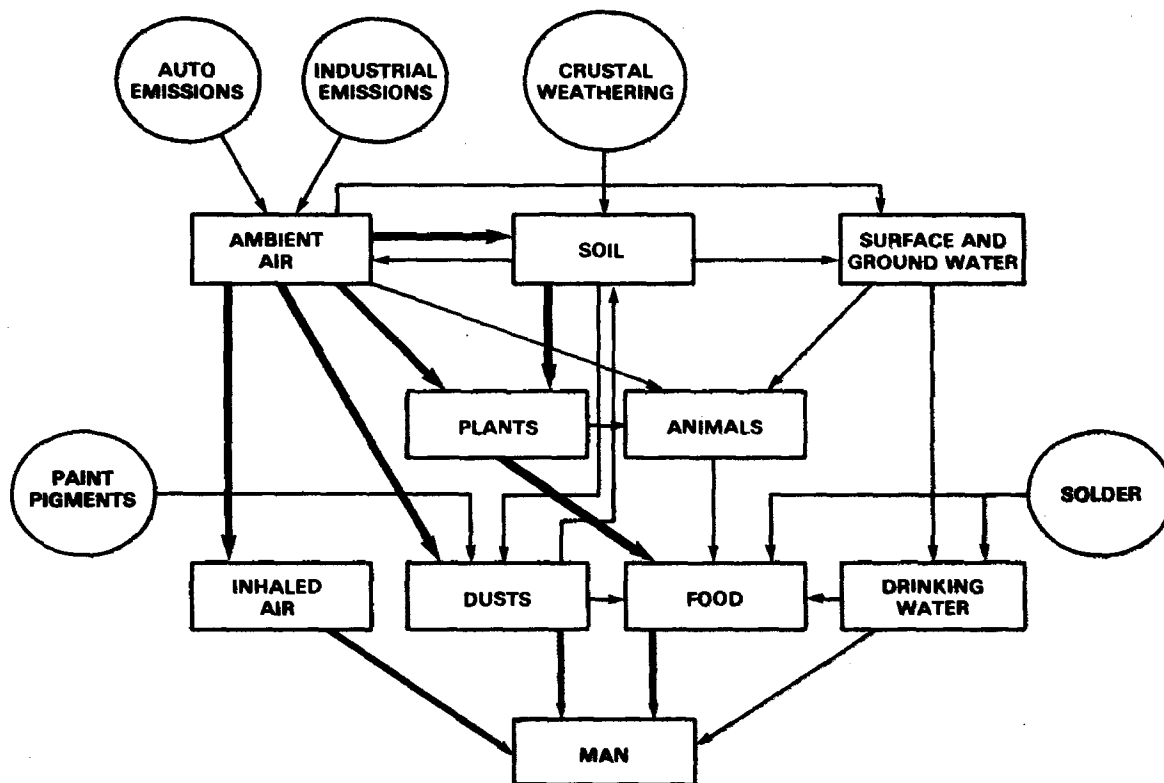 AUTO
EMISSIONS
INDUSTRIAL
EMISSIONS
CRUSTAL
WEATHERING
AMBIENT
AIR
SOIL
SURFACE AND
GROUND WATER
PLANTS
ANIMALS
PAINT
PIGMENTS
SOLDER
INHALED
AIR
DUSTS
FOOD
DRINKING
WATER
MAN